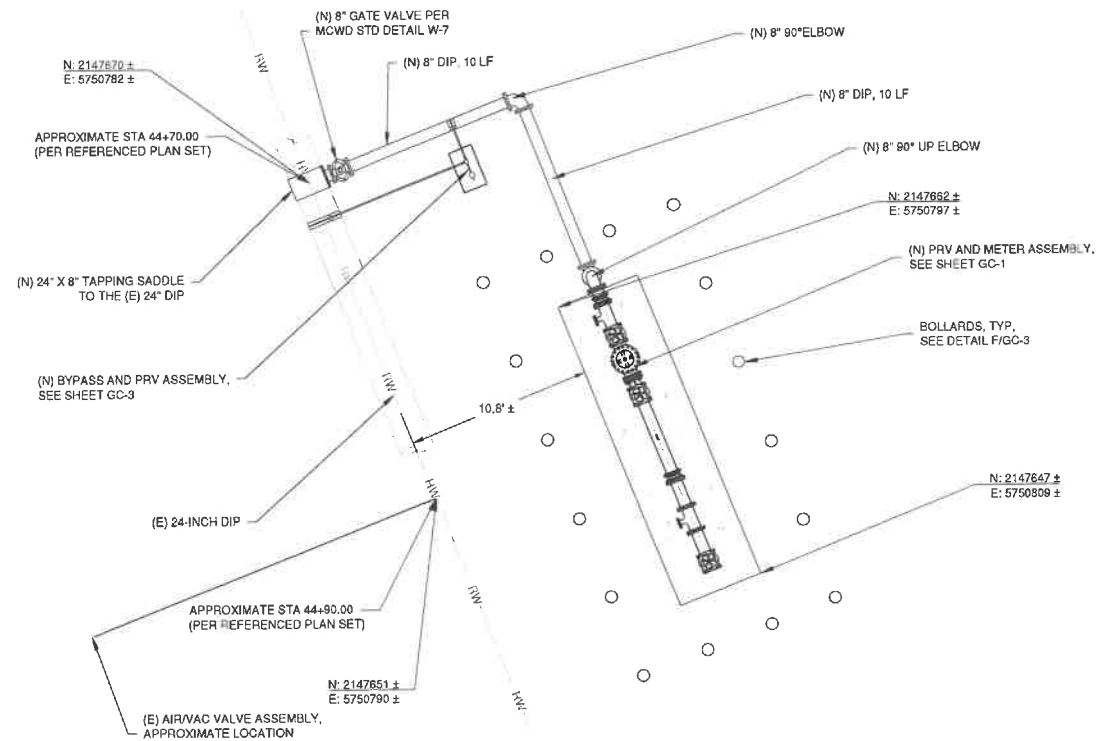 (N) 8" GATE VALVE PER
MCWD STD DETAIL W-7
(N) 8" 90°ELBOW
RW
N: 2147670 ±
E: 5750782 ±
(N) 8" DIP, 10 LF
(N) 8" DIP, 10 LF
APPROXIMATE STA 44+70.00
(PER REFERENCED PLAN SET)
(N) 8" 90° UP ELBOW
N: 2147662 ±
E: 5750797 ±
(N) PRV AND METER ASSEMBLY,
SEE SHEET GC-1
(N) 24" X 8" TAPPING SADDLE
TO THE (E) 24" DIP
BOLLARDS, TYP,
SEE DETAIL F/GC-3
(N) BYPASS AND PRV ASSEMBLY,
SEE SHEET GC-3
RW
10.8' ±
N: 2147647 ±
E: 5750809 ±
RW
(E) 24-INCH DIP
APPROXIMATE STA 44+90.00
(PER REFERENCED PLAN SET)
RW
N: 2147651 ±
E: 5750790 ±
RW
(E) AIR/VAC VALVE ASSEMBLY,
APPROXIMATE LOCATION